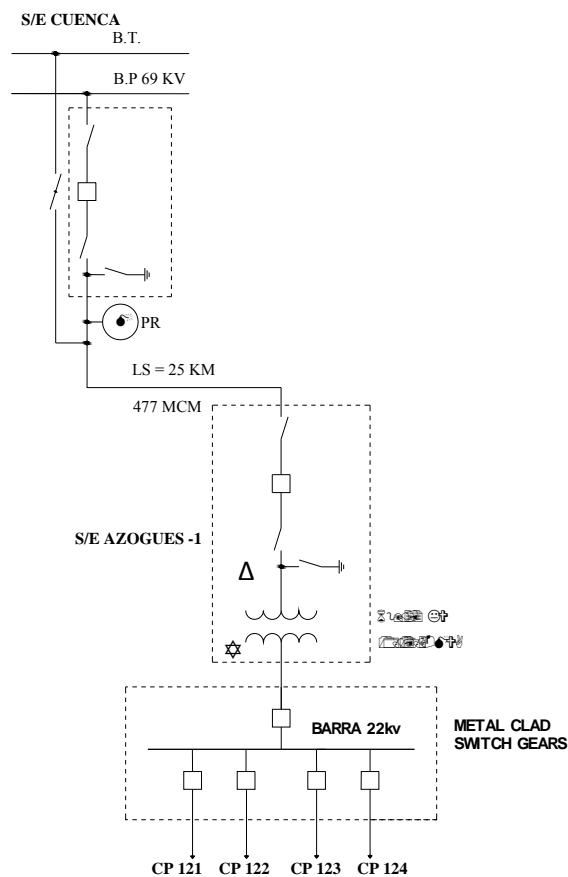 S/E CUENCA
B.T.
B.P 69 KV
PR
LS = 25 KM
477 MCM
S/E AZOGUES -1
Δ
BARRA 22kv
METAL CLAD
SWITCH GEARS
CP 121
CP 122
CP 123
CP 124